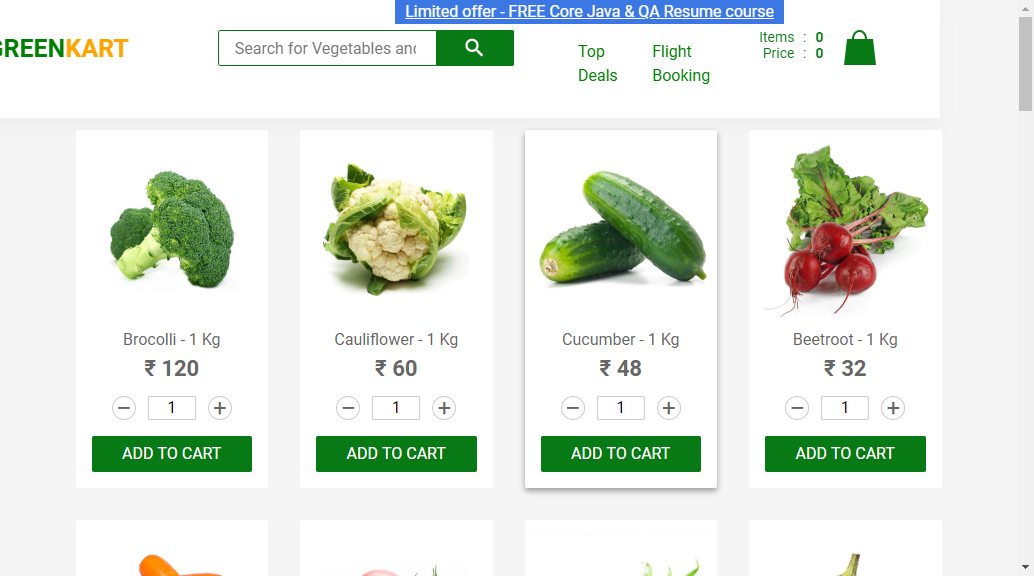 Limited offer - FREE Core Java & QA Resume course
GREENKART
Search for Vegetables and
Top Deals
Flight Booking
Items : 0
Price : 0
Brocolli - 1 Kg
₹ 120
1
ADD TO CART
Cauliflower - 1 Kg
₹ 60
1
ADD TO CART
Cucumber - 1 Kg
₹ 48
1
ADD TO CART
Beetroot - 1 Kg
₹ 32
1
ADD TO CART